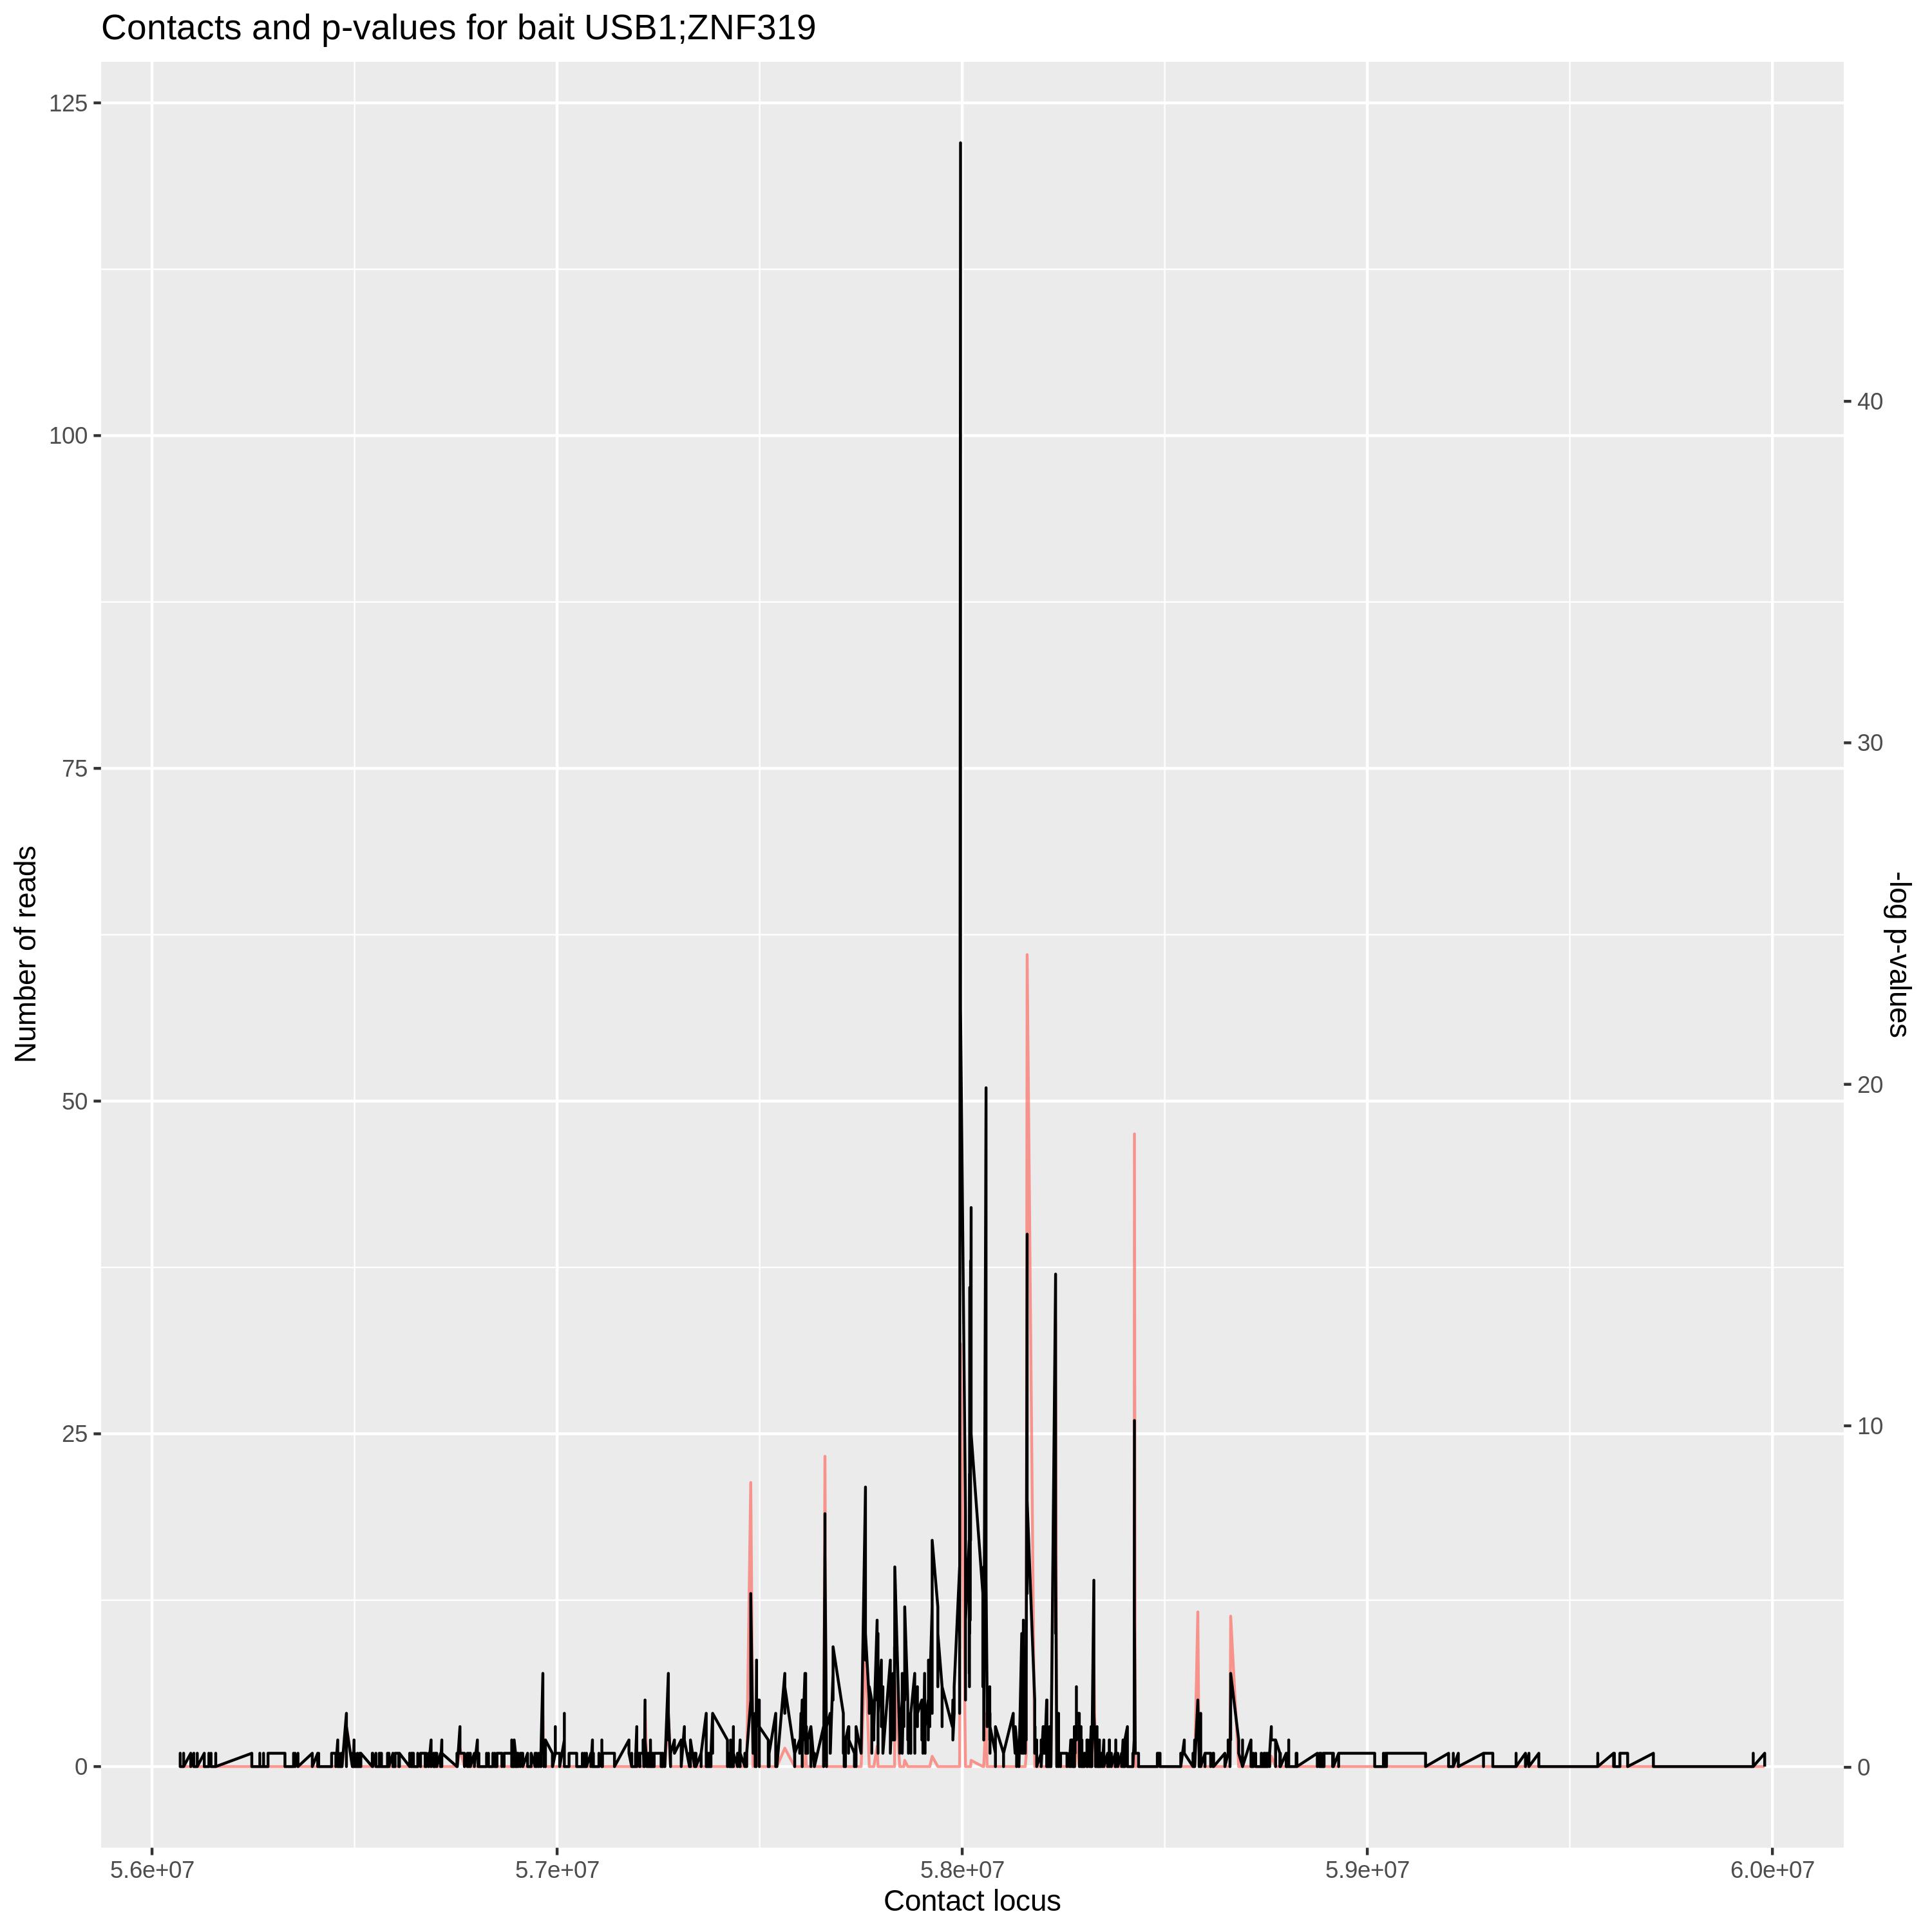 Contacts and p-values for bait USB1;ZNF319
125
100
75
50
25
0
Number of reads
40
30
20
10
0
-log p-values
5.6e+07
5.7e+07
5.8e+07
5.9e+07
6.0e+07
Contact locus